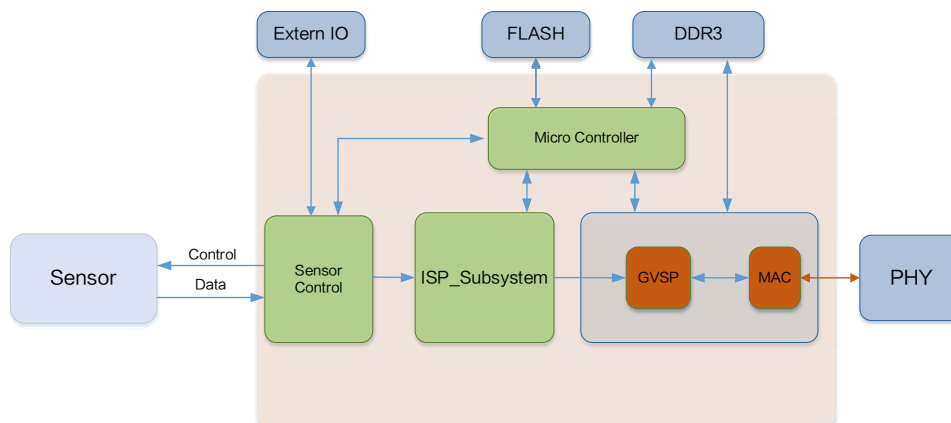 Extern IO
FLASH
DDR3
Micro Controller
Control
Sensor
Data
Sensor
Control
ISP_Subsystem
GVSP
MAC
PHY